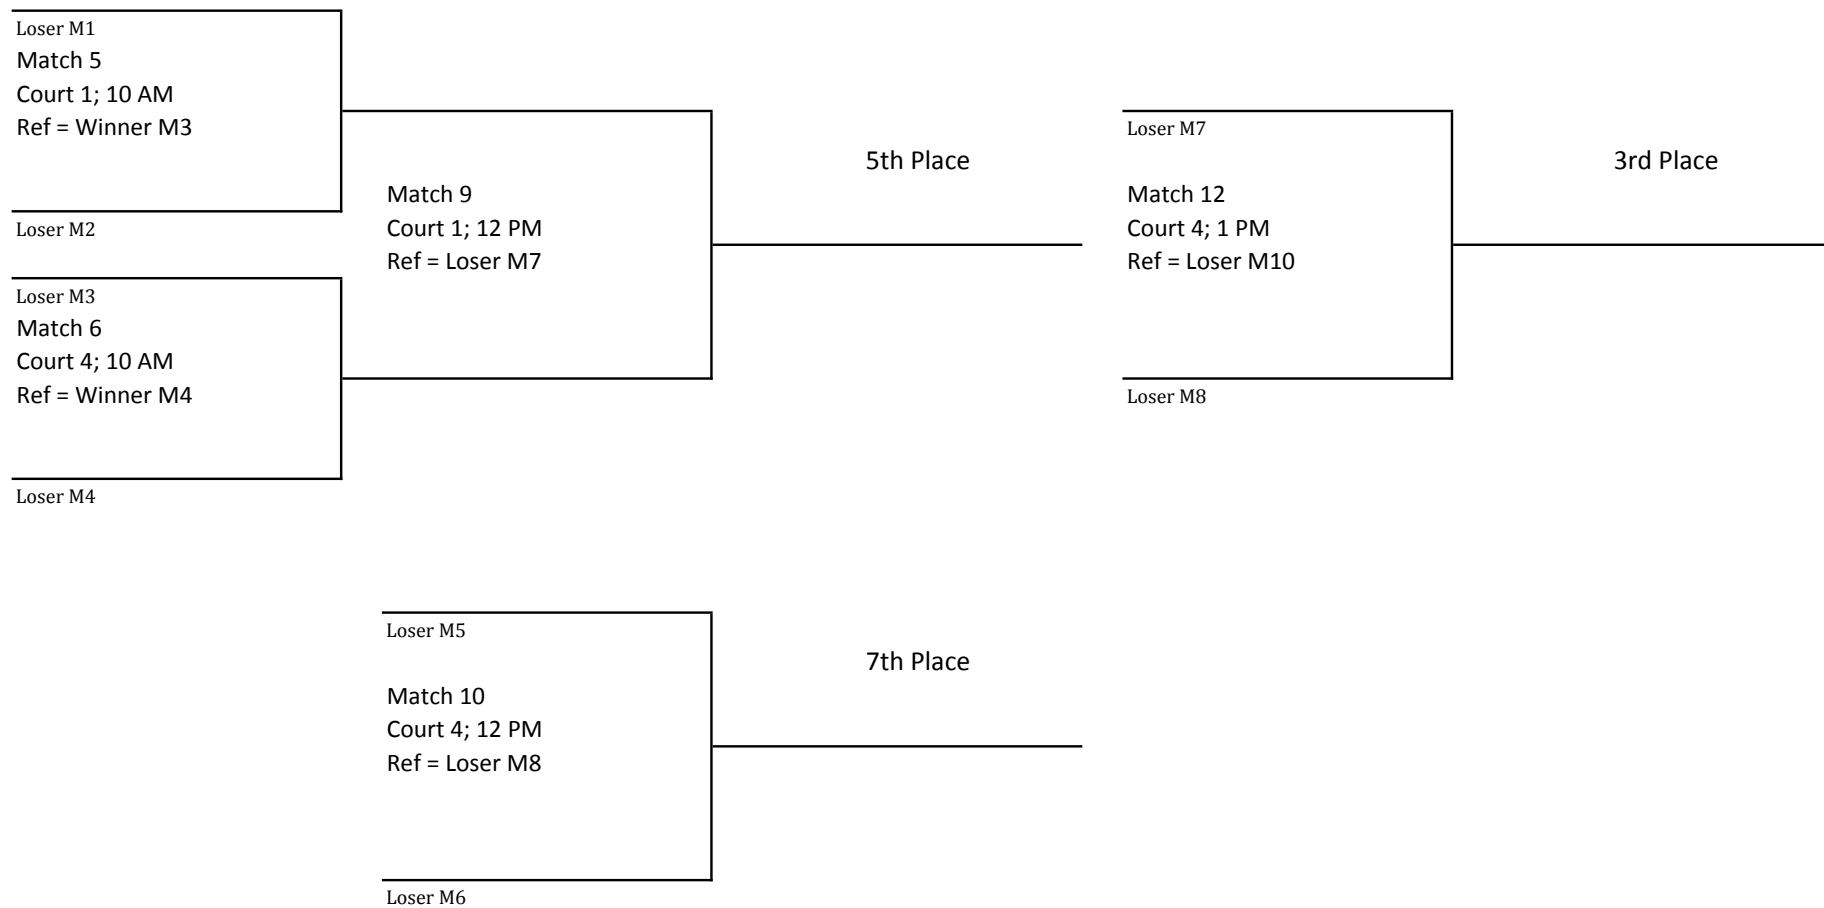 Loser M1
Match 5
Court 1; 10 AM
Ref = Winner M3
Loser M2
Loser M3
Match 6
Court 4; 10 AM
Ref = Winner M4
Loser M4
Match 9
Court 1; 12 PM
Ref = Loser M7
5th Place
Loser M7
Match 12
Court 4; 1 PM
Ref = Loser M10
Loser M8
3rd Place
Loser M5
Match 10
Court 4; 12 PM
Ref = Loser M8
Loser M6
7th Place